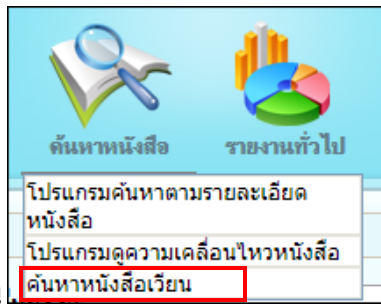 ค้นหาหนังสือ รายงานทั่วไป
โปรแกรมค้นหาตามรายละเอียด
หนังสือ
โปรแกรมดูความเคลื่อนไหวหนังสือ
ค้นหาหนังสือเวียน